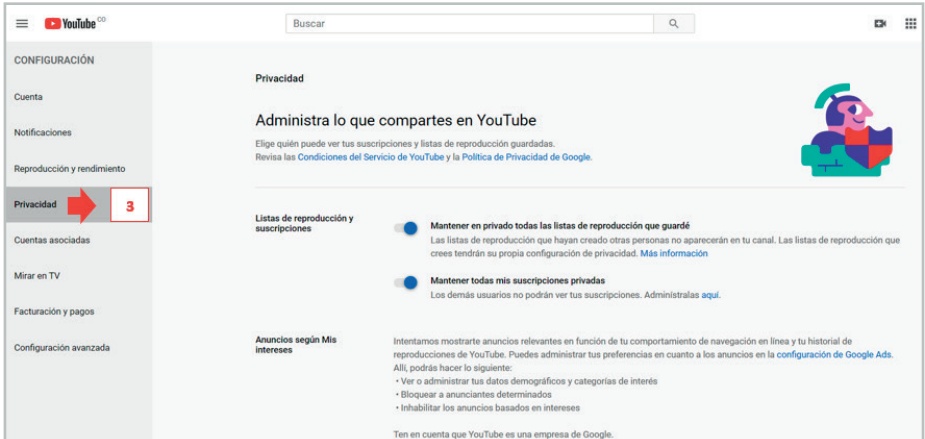 YouTube CO
Buscar
CONFIGURACIÓN
Cuenta
Notificaciones
Reproducción y rendimiento
Privacidad
3
Cuentas asociadas
Mirar en TV
Facturación y pagos
Configuración avanzada
Privacidad
Administra lo que compartes en YouTube
Elige quién puede ver tus suscripciones y listas de reproducción guardadas.
Revisa las Condiciones del Servicio de YouTube y la Política de Privacidad de Google.
Listas de reproducción y
suscripciones
Mantener en privado todas las listas de reproducción que guardé
Las listas de reproducción que hayan creado otras personas no aparecerán en tu canal. Las listas de reproducción que
crees tendrán su propia configuración de privacidad. Más información
Mantener todas mis suscripciones privadas
Los demás usuarios no podrán ver tus suscripciones. Adminístralas aquí.
Anuncios según Mis
intereses
Intentamos mostrarte anuncios relevantes en función de tu comportamiento de navegación en línea y tu historial de
reproducciones de YouTube. Puedes administrar tus preferencias en cuanto a los anuncios en la configuración de Google Ads.
Allí, podrás hacer lo siguiente:
• Ver o administrar tus datos demográficos y categorías de interés
• Bloquear a anunciantes determinados
• Inhabilitar los anuncios basados en intereses
Ten en cuenta que YouTube es una empresa de Google.